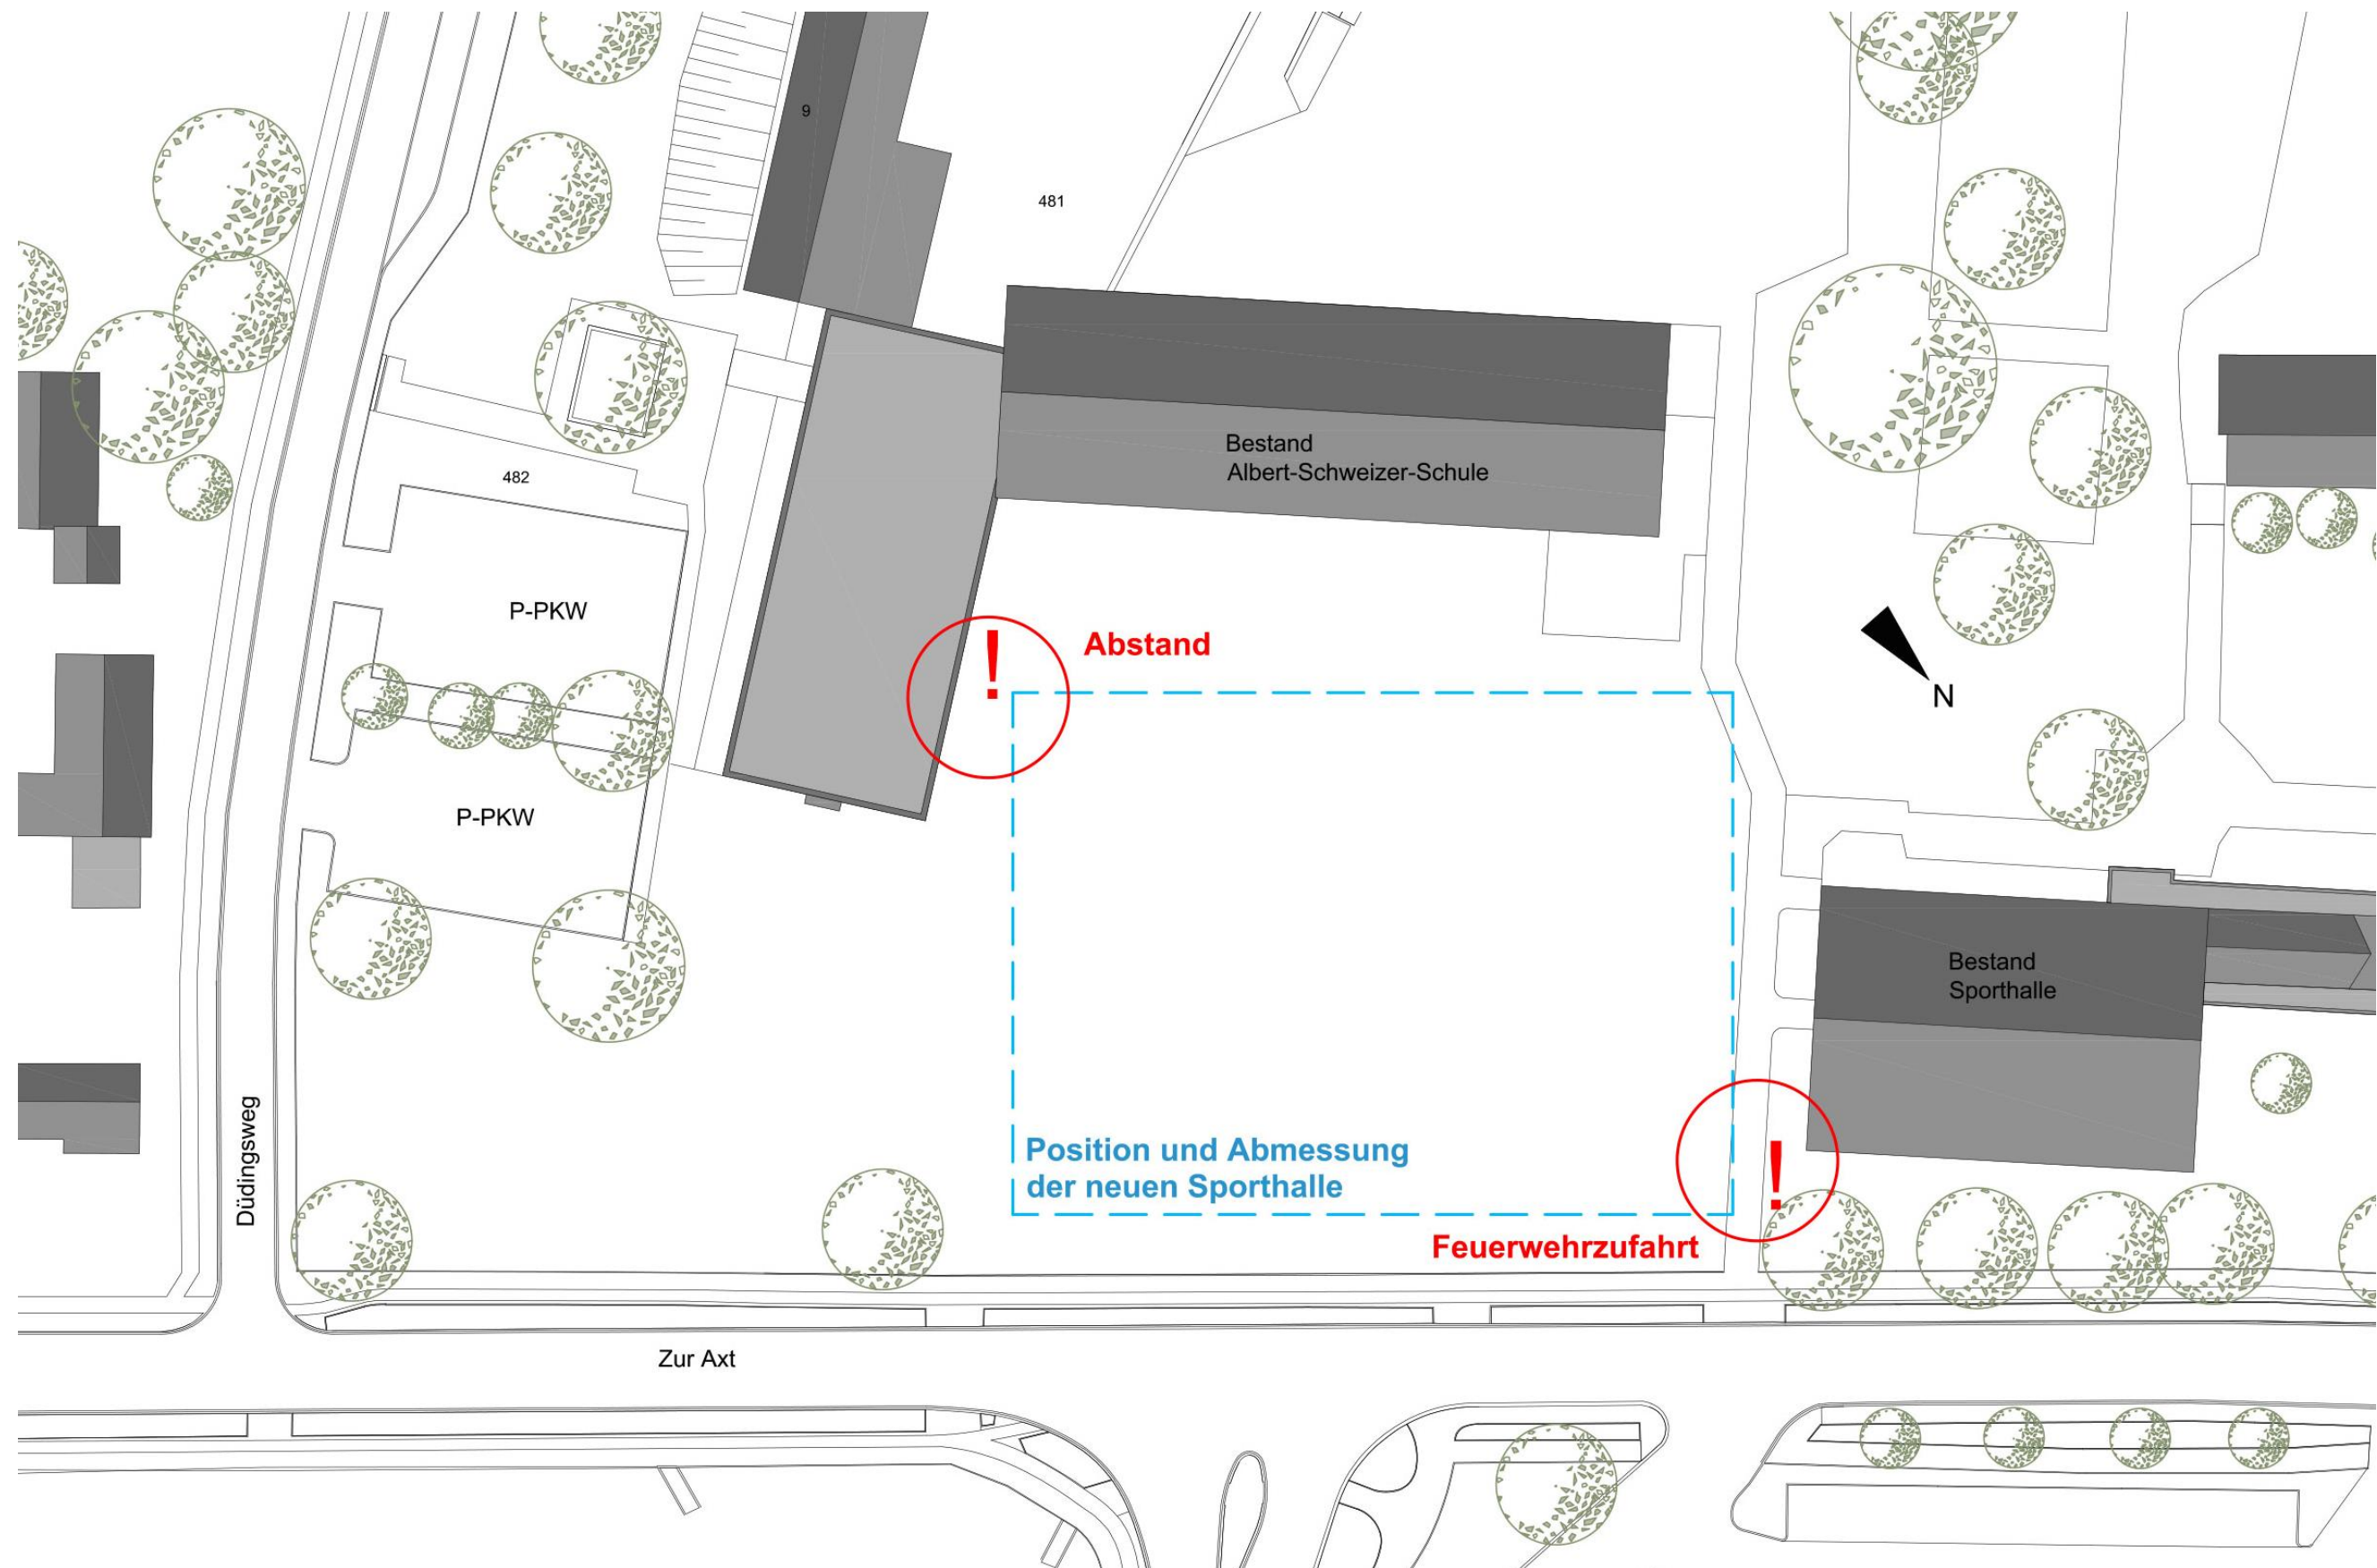 9
481
Bestand
Albert-Schweizer-Schule
482
P-PKW
Abstand
N
P-PKW
Bestand
Sporthalle
Düdingsweg
Position und Abmessung
der neuen Sporthalle
Feuerwehrzufahrt
Zur Axt
!
!